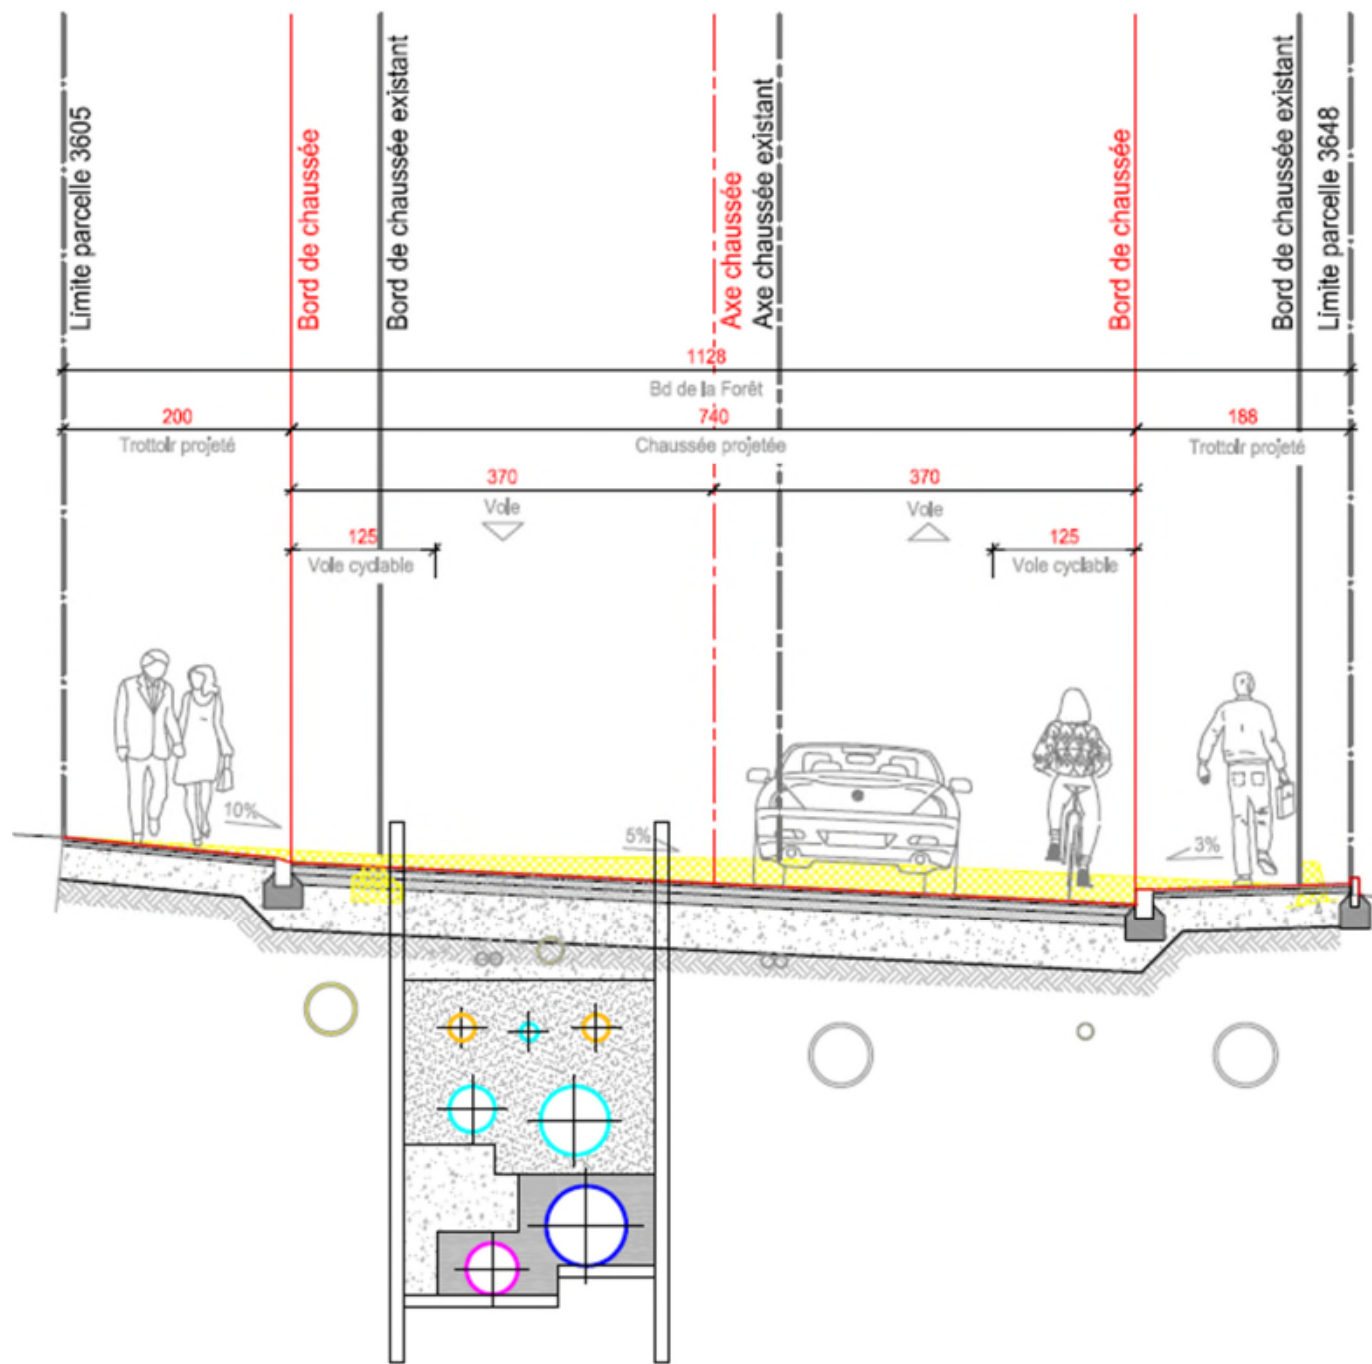 Limite parcelle 3605
Bord de chaussée
Bord de chaussée existant
Axe chaussée
Axe chaussée existant
Bord de chaussée
Bord de chaussée existant
Limite parcelle 3648
1128
Bd de la Forêt
200
740
188
Trottoir projeté
Chaussée projetée
Trottoir projeté
370
370
Voie
Voie
125
125
Voie cyclable
Voie cyclable
10%
5%
3%